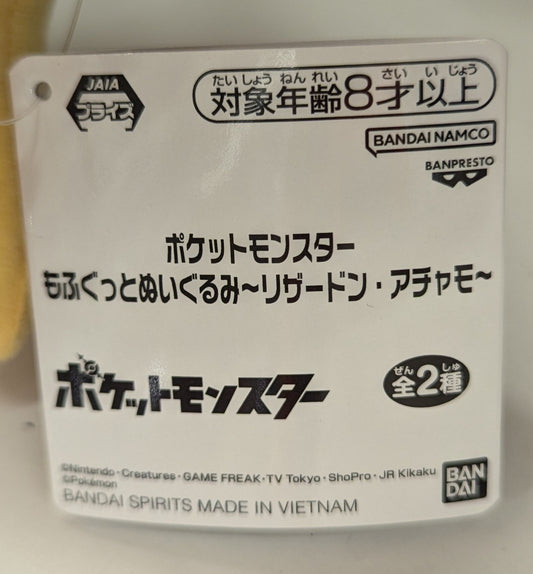 JAIA
プライズ
たいしょうねんれい さい い じょう
対象年齢8才以上
BANDAI NAMCO
BANPRESTO
ポケットモンスター
もふぐっとぬいぐるみ~リザードン・アチャモ~
ポケットモンスター
ぜん しゅ
全2種
©Nintendo・Creatures・GAME FREAK・TV Tokyo・ShoPro・JR Kikaku
©Pokémon
BANDAI SPIRITS MADE IN VIETNAM
BAN
DAI